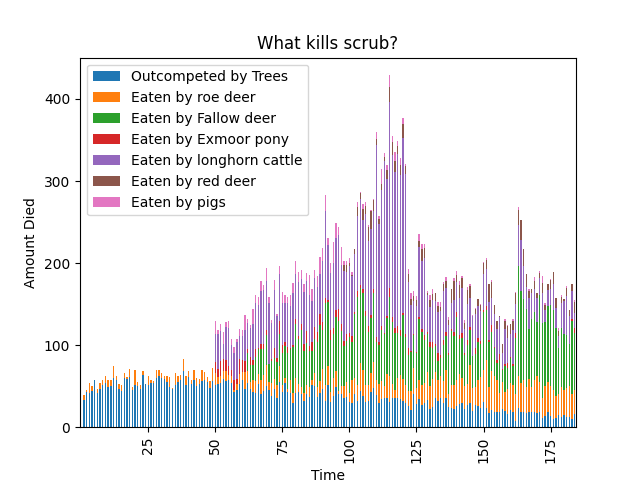 What kills scrub?
Outcompeted by Trees
Eaten by roe deer
Eaten by Fallow deer
Eaten by Exmoor pony
Eaten by longhorn cattle
Eaten by red deer
Eaten by pigs
Amount Died
400
300
200
100
0
25
50
75
100
125
150
175
Time